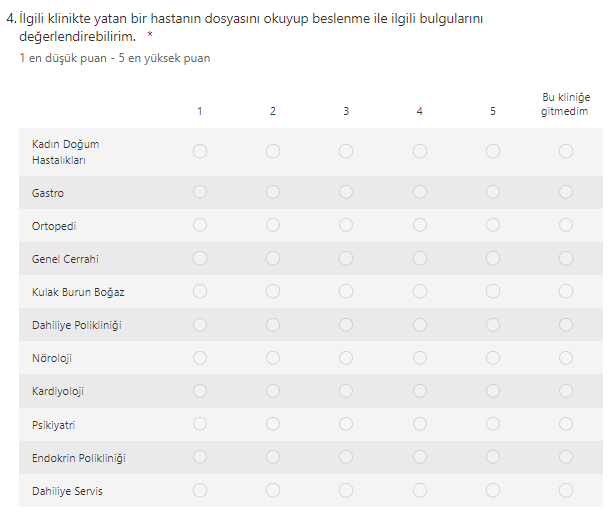 4. İlgili klinikte yatan bir hastanın dosyasını okuyup beslenme ile ilgili bulgularını
değerlendirebilirim. *
1 en düşük puan - 5 en yüksek puan
1 2 3 4 5 Bu kliniğe
gitmedim
Kadın Doğum
Hastalıkları
Gastro
Ortopedi
Genel Cerrahi
Kulak Burun Boğaz
Dahiliye Polikliniği
Nöroloji
Kardiyoloji
Psikiyatri
Endokrin Polikliniği
Dahiliye Servis